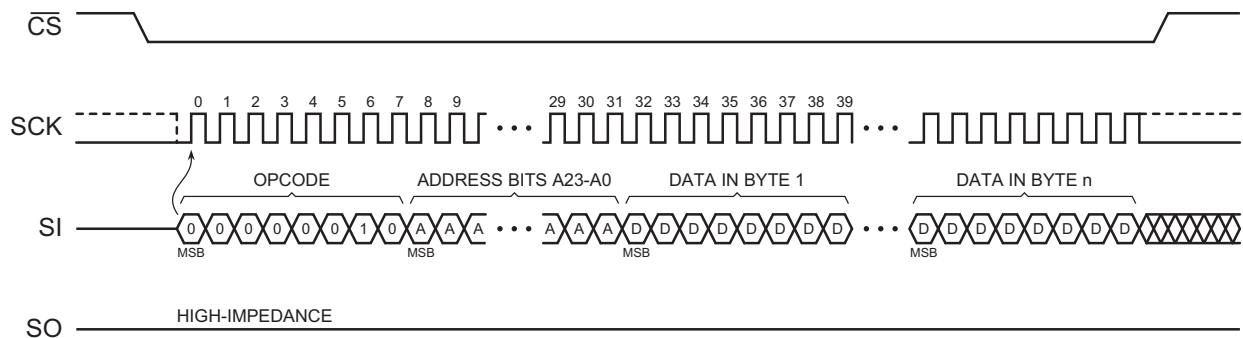 CS
0 1 2 3 4 5 6 7 8 9 29 30 31 32 33 34 35 36 37 38 39
SCK
OPCODE ADDRESS BITS A23-A0 DATA IN BYTE 1 DATA IN BYTE n
SI 0 0 0 0 0 0 1 0 A A A A A A D D D D D D D D D D D D D D D D
MSB MSB MSB MSB
HIGH-IMPEDANCE
SO